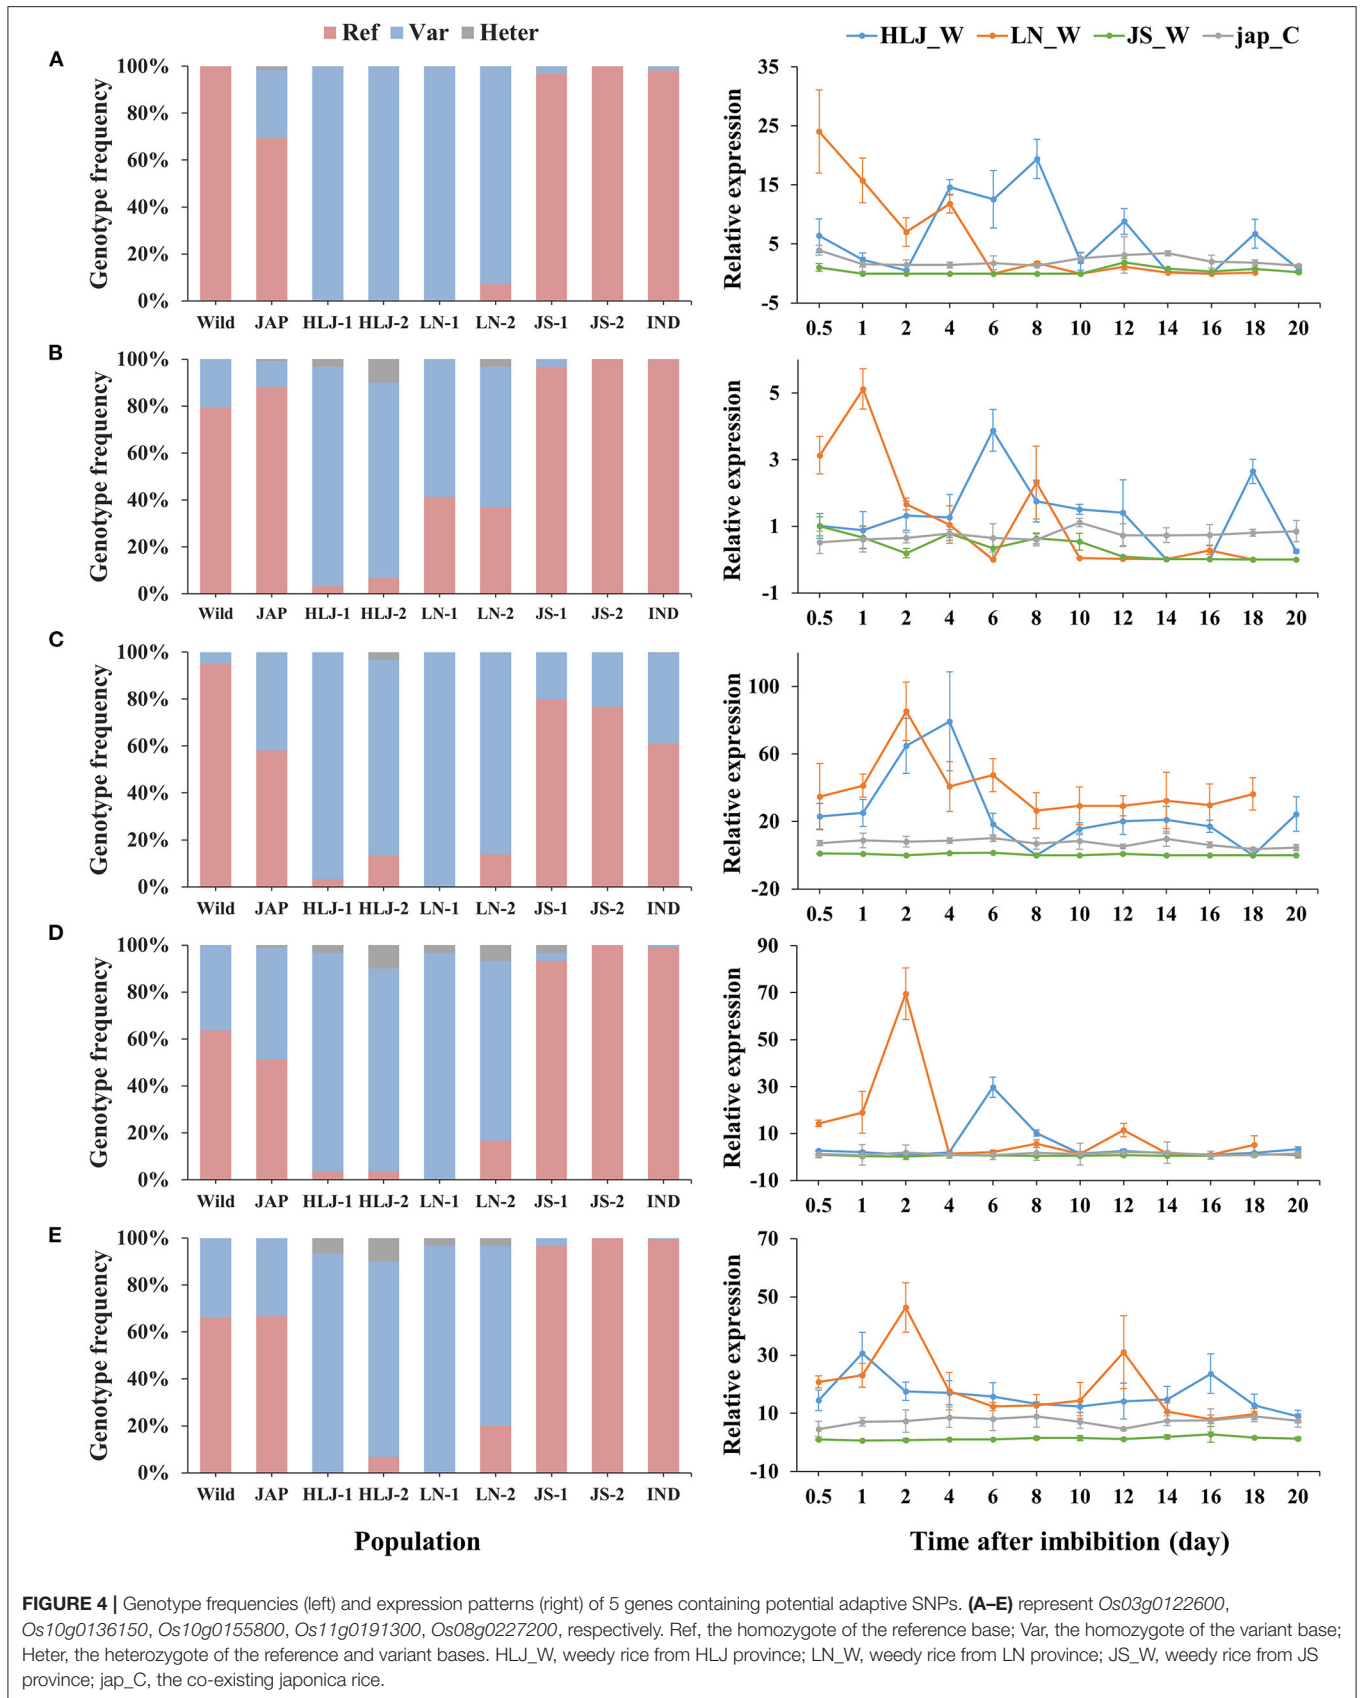 Ref Var Heter
HLJ_W LN_W JS_W jap_C
A
Genotype frequency
100%
80%
60%
40%
20%
0%
Wild JAP HLJ-1 HLJ-2 LN-1 LN-2 JS-1 JS-2 IND
Relative expression
35
25
15
5
-5
0.5 1 2 4 6 8 10 12 14 16 18 20
B
Genotype frequency
100%
80%
60%
40%
20%
0%
Wild JAP HLJ-1 HLJ-2 LN-1 LN-2 JS-1 JS-2 IND
Relative expression
5
3
1
-1
0.5 1 2 4 6 8 10 12 14 16 18 20
C
Genotype frequency
100%
80%
60%
40%
20%
0%
Wild JAP HLJ-1 HLJ-2 LN-1 LN-2 JS-1 JS-2 IND
Relative expression
100
60
20
-20
0.5 1 2 4 6 8 10 12 14 16 18 20
D
Genotype frequency
100%
80%
60%
40%
20%
0%
Wild JAP HLJ-1 HLJ-2 LN-1 LN-2 JS-1 JS-2 IND
Relative expression
90
70
50
30
10
-10
0.5 1 2 4 6 8 10 12 14 16 18 20
E
Genotype frequency
100%
80%
60%
40%
20%
0%
Wild JAP HLJ-1 HLJ-2 LN-1 LN-2 JS-1 JS-2 IND
Population
Relative expression
70
50
30
10
-10
0.5 1 2 4 6 8 10 12 14 16 18 20
Time after imbibition (day)
FIGURE 4 | Genotype frequencies (left) and expression patterns (right) of 5 genes containing potential adaptive SNPs. (A–E) represent Os03g0122600,
Os10g0136150, Os10g0155800, Os11g0191300, Os08g0227200, respectively. Ref, the homozygote of the reference base; Var, the homozygote of the variant base;
Heter, the heterozygote of the reference and variant bases. HLJ_W, weedy rice from HLJ province; LN_W, weedy rice from LN province; JS_W, weedy rice from JS
province; jap_C, the co-existing japonica rice.